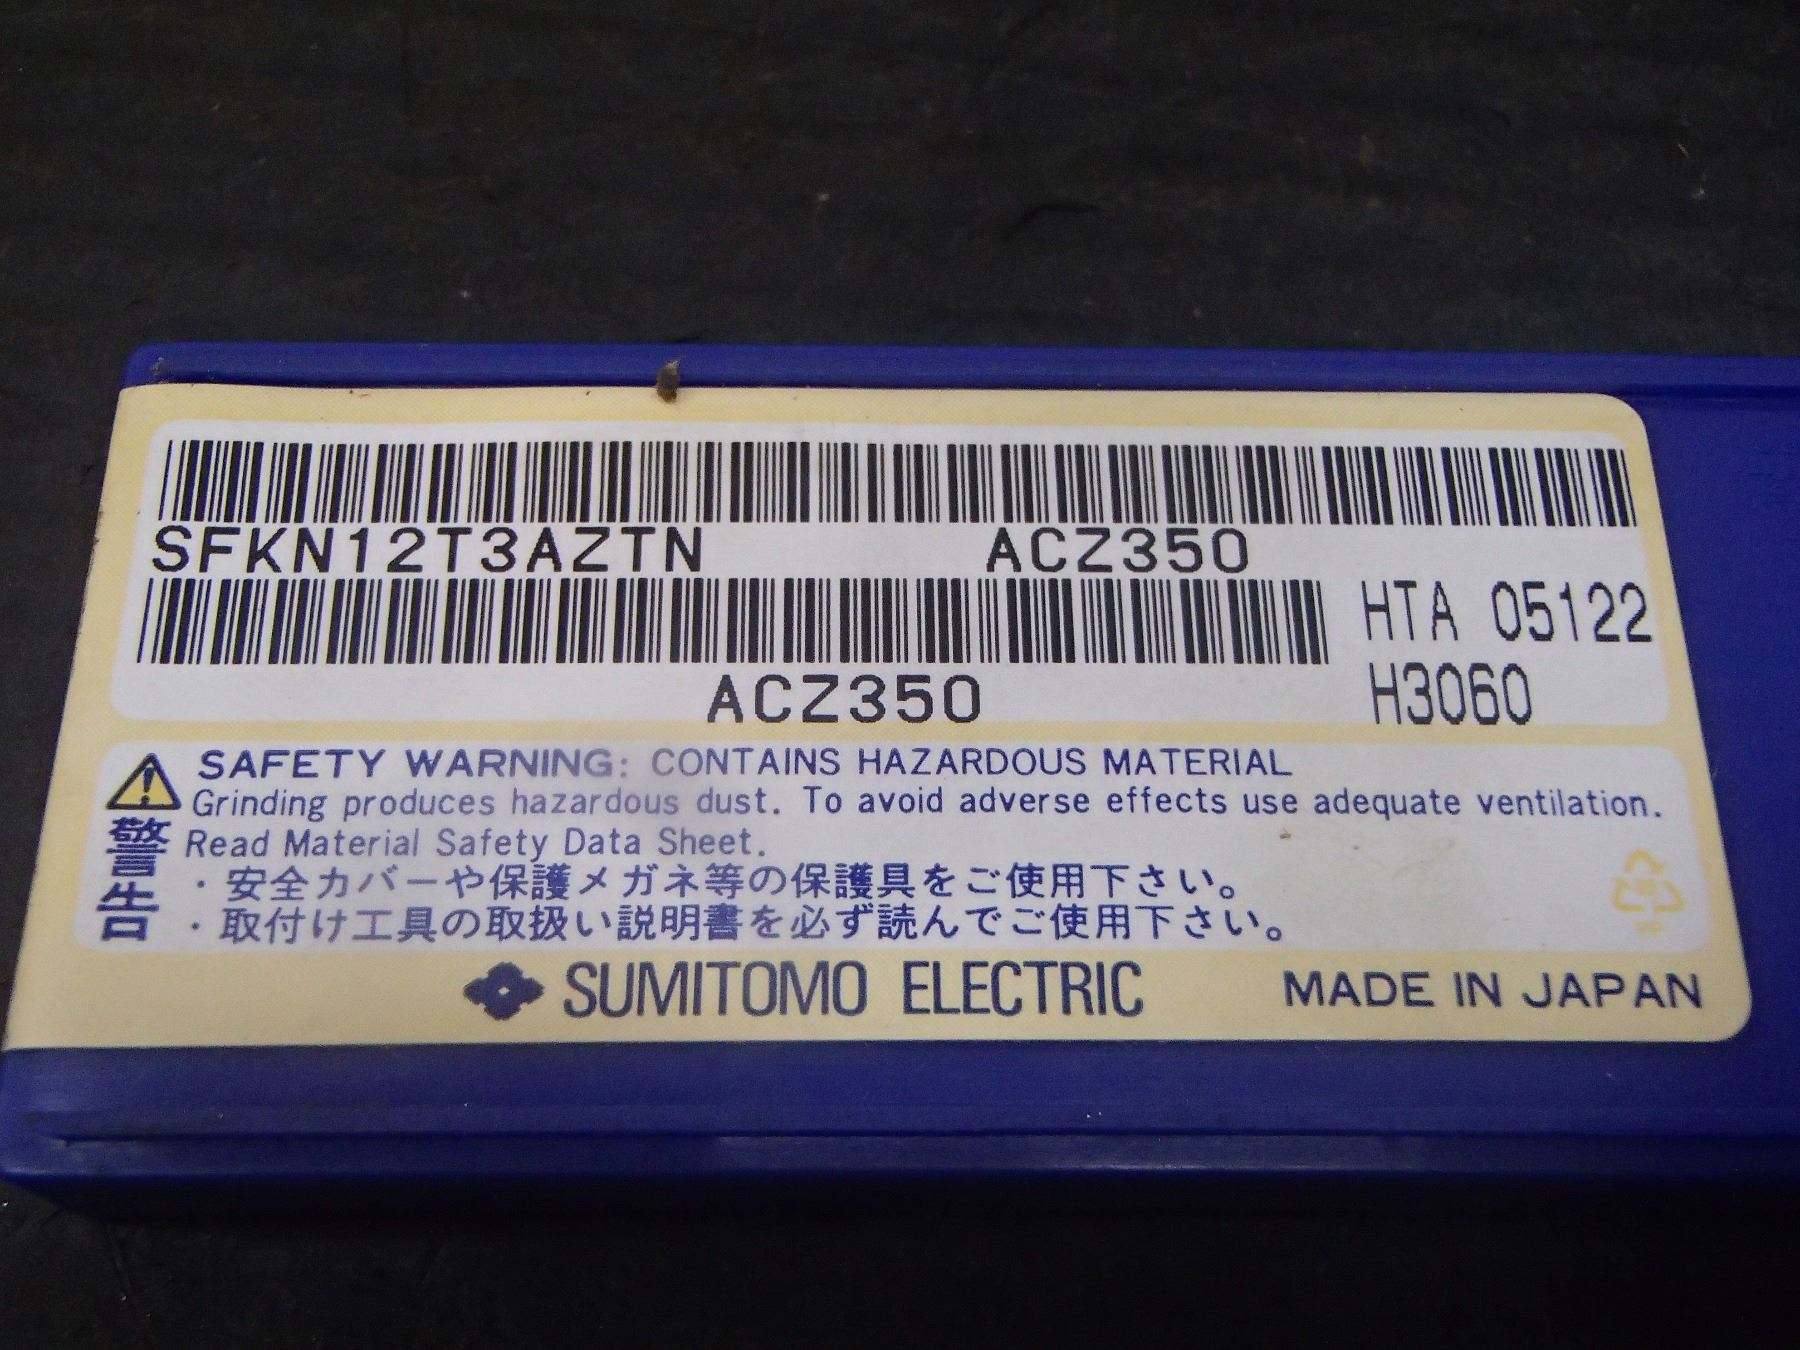 SFKN12T3AZTN ACZ350
HTA 05122
ACZ350 H3060
SAFETY WARNING: CONTAINS HAZARDOUS MATERIAL
Grinding produces hazardous dust. To avoid adverse effects use adequate ventilation.
Read Material Safety Data Sheet.
警告
・安全カバーや保護メガネ等の保護具をご使用下さい。
・取付け工具の取扱い説明書を必ず読んでご使用下さい。
SUMITOMO ELECTRIC MADE IN JAPAN